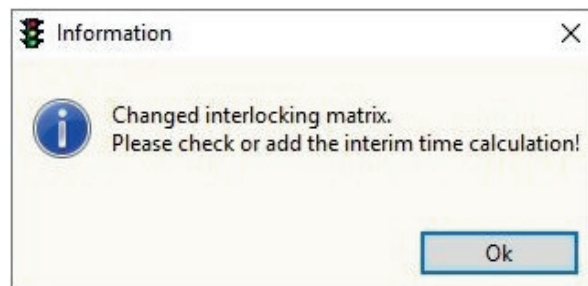 Information
Changed interlocking matrix.
Please check or add the interim time calculation!
Ok